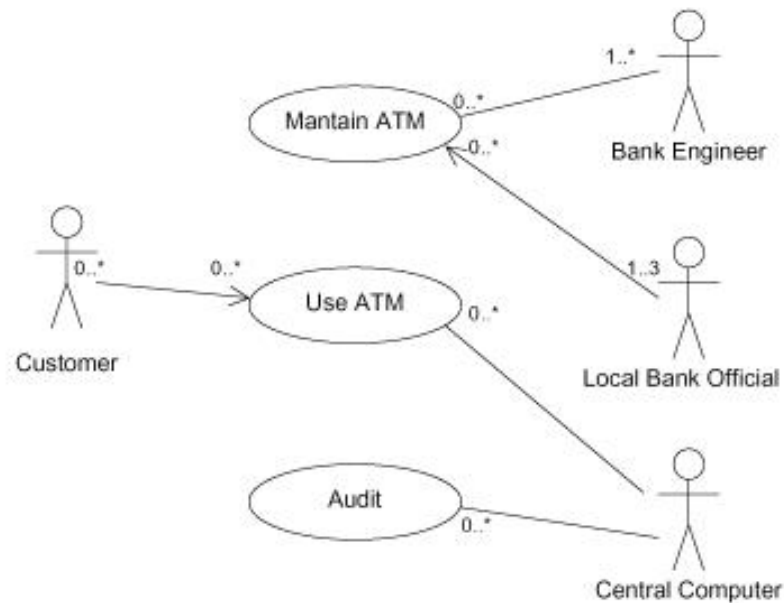 1..*
0..*
Mantain ATM
Bank Engineer
0..*
0..*
0..*
1..3
Use ATM
0..*
Customer
Local Bank Official
Audit
0..*
Central Computer